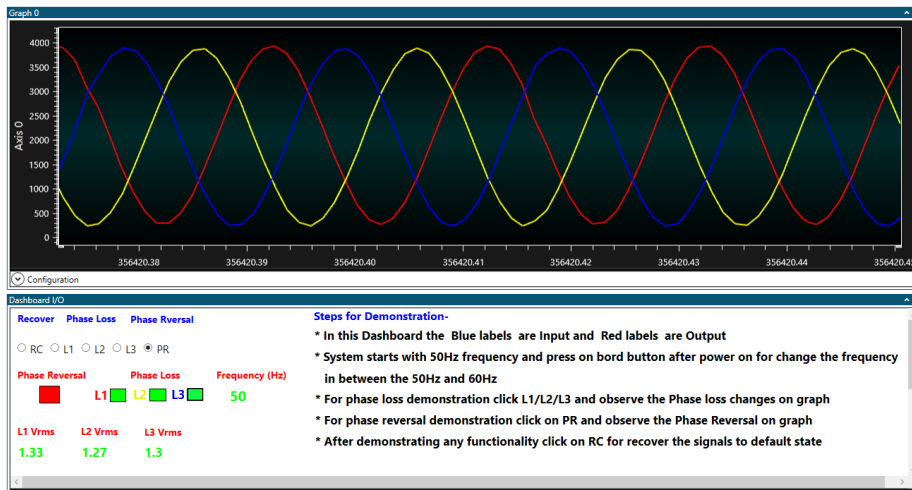 Graph 0
4000
3500
3000
2500
2000
1500
1000
500
0
Axis 0
356420.38 356420.39 356420.40 356420.41 356420.42 356420.43 356420.44 356420.45
Configuration
Dashboard I/O
Recover Phase Loss Phase Rversal
RC L1 L2 L3 PR
Phase Reversal Phase Loss Frequency (Hz)
L1 L2 L3 50
L1 Vrms L2 Vrms L3 Vrms
1.33 1.27 1.3
Steps for Demonstration-
* In this Dashboard the Blue labels are Input and Red labels are Output
* System starts with 50Hz frequency and press on bord button after power on for change the frequency
in between the 50Hz and 60Hz
* For phase loss demonstration click L1/L2/L3 and observe the Phase loss changes on graph
* For phase reversal demonstration click on PR and observe the Phase Reversal on graph
* After demonstrating any functionality click on RC for recover the signals to default state